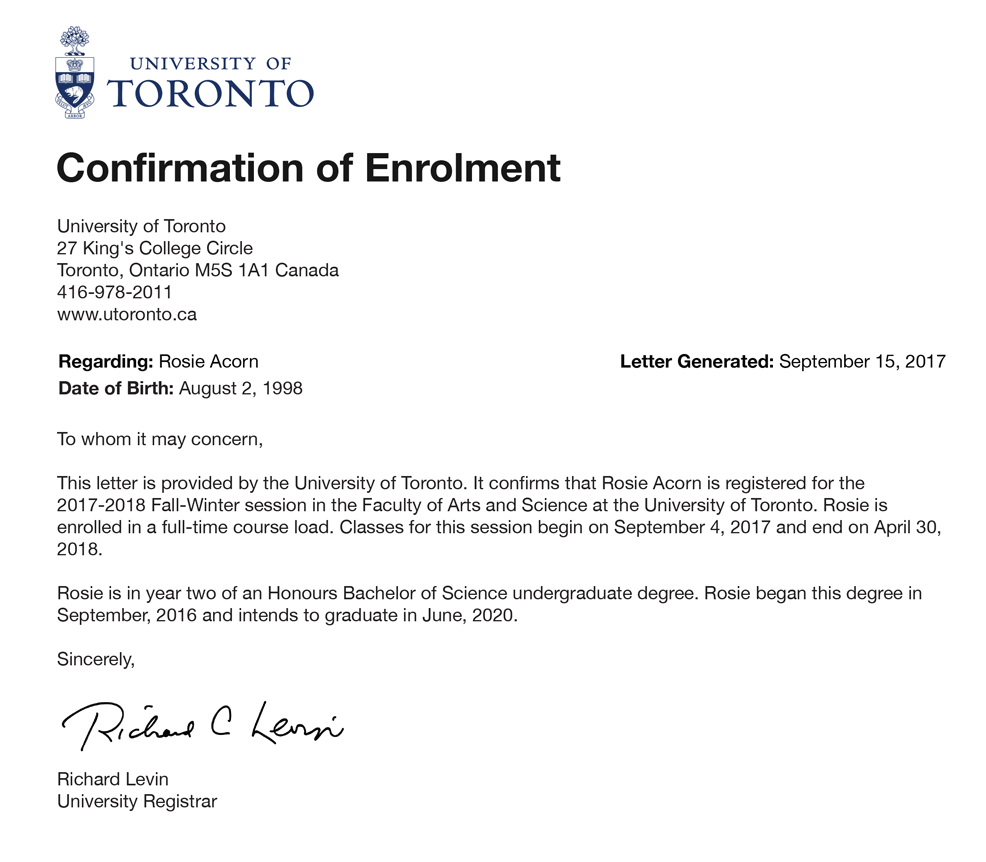 UNIVERSITY OF
TORONTO
Confirmation of Enrolment
University of Toronto
27 King's College Circle
Toronto, Ontario M5S 1A1 Canada
416-978-2011
www.utoronto.ca
Regarding: Rosie Acorn
Letter Generated: September 15, 2017
Date of Birth: August 2, 1998
To whom it may concern,
This letter is provided by the University of Toronto. It confirms that Rosie Acorn is registered for the
2017-2018 Fall-Winter session in the Faculty of Arts and Science at the University of Toronto. Rosie is
enrolled in a full-time course load. Classes for this session begin on September 4, 2017 and end on April 30,
2018.
Rosie is in year two of an Honours Bachelor of Science undergraduate degree. Rosie began this degree in
September, 2016 and intends to graduate in June, 2020.
Sincerely,
Richard C Levin
Richard Levin
University Registrar